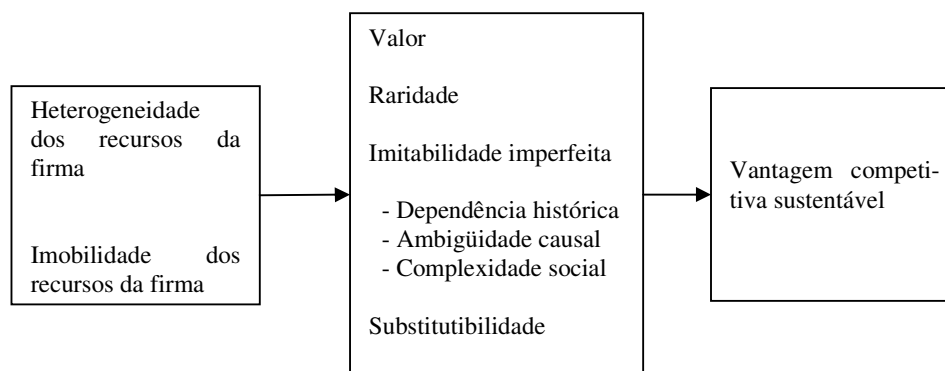 Heterogeneidade
dos recursos da
firma
Imobilidade dos
recursos da firma
Valor
Raridade
Imitabilidade imperfeita
- Dependência histórica
- Ambigüidade causal
- Complexidade social
Substitutibilidade
Vantagem competi-
tiva sustentável